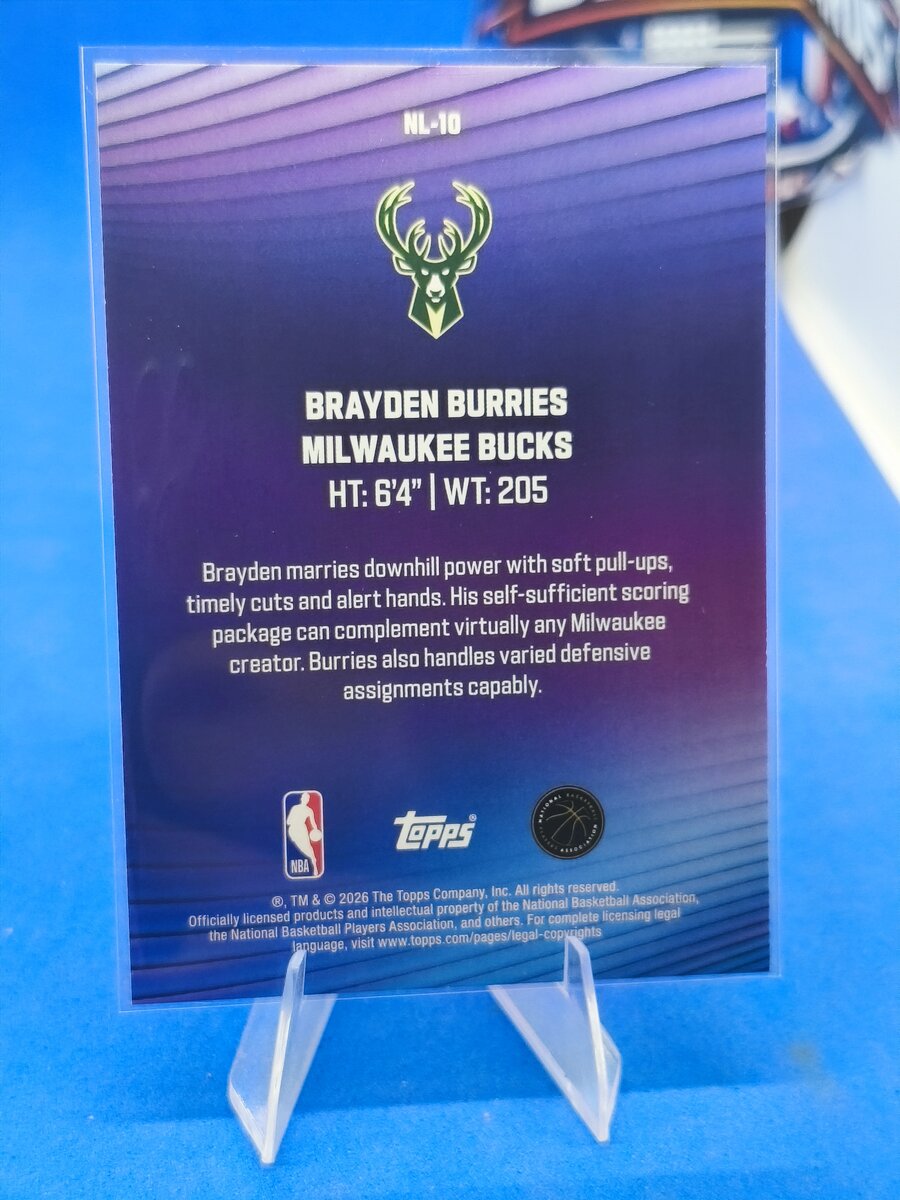 NL-10
BRAYDEN BURRIES
MILWAUKEE BUCKS
HT: 6'4" | WT: 205
Brayden marries downhill power with soft pull-ups,
timely cuts and alert hands. His self-sufficient scoring
package can complement virtually any Milwaukee
creator. Burries also handles varied defensive
assignments capably.
NBA
Topps®
NATIONAL BASKETBALL
PLAYERS ASSOCIATION
®, TM & © 2026 The Topps Company, Inc. All rights reserved.
Officially licensed products and intellectual property of the National Basketball Association,
the National Basketball Players Association, and others. For complete licensing legal
language, visit www.topps.com/pages/legal-copyrights